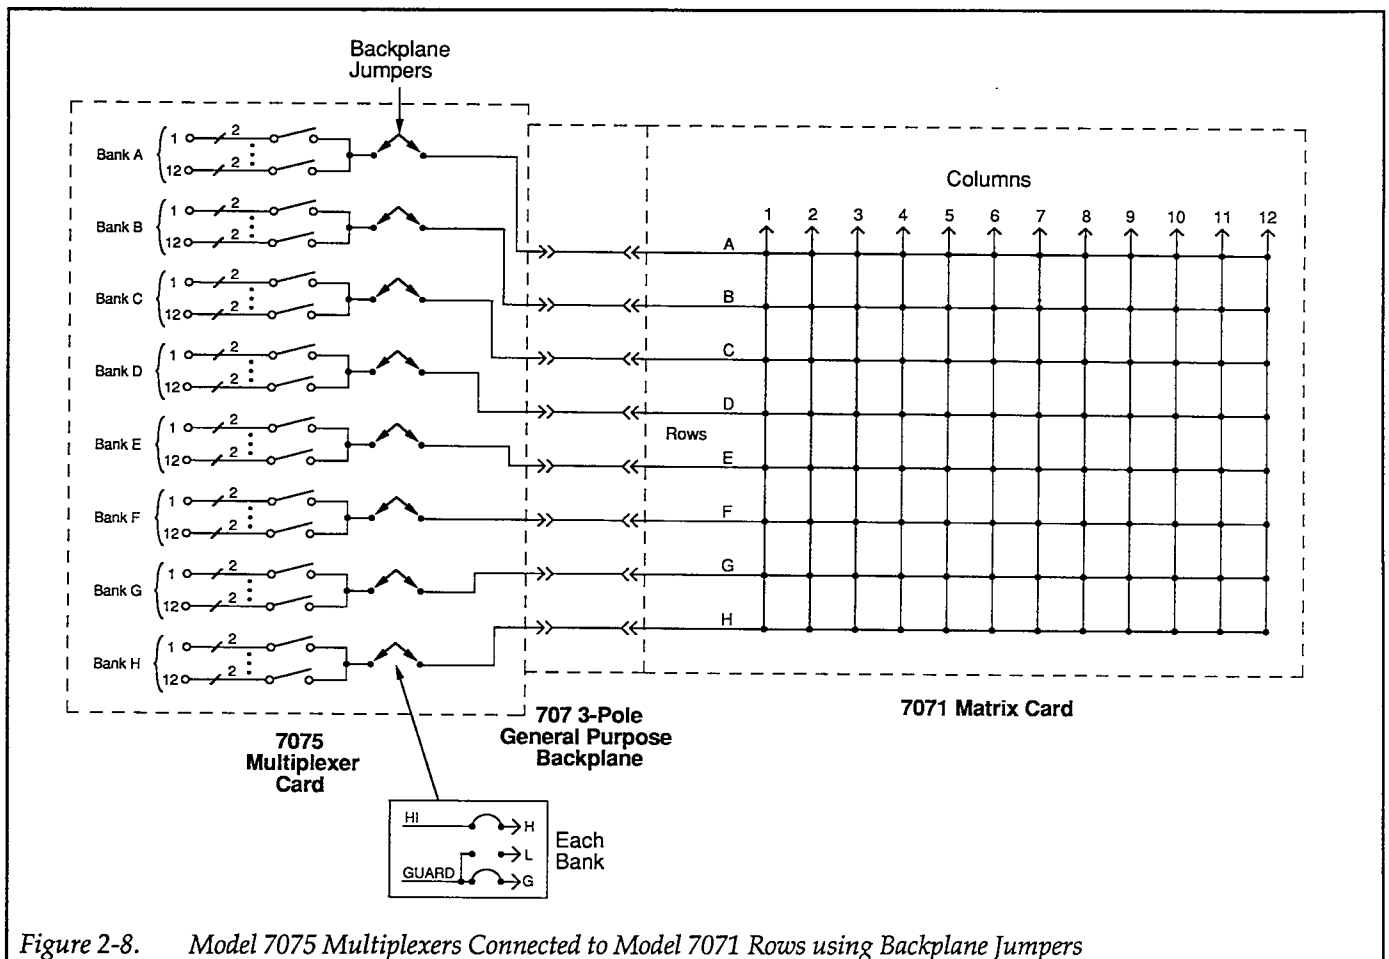 Backplane
Jumpers
Bank A
1
2
12
2
Bank B
1
2
12
2
Bank C
1
2
12
2
Bank D
1
2
12
2
Bank E
1
2
12
2
Bank F
1
2
12
2
Bank G
1
2
12
2
Bank H
1
2
12
2
Columns
1 2 3 4 5 6 7 8 9 10 11 12
A
B
C
D
Rows
E
F
G
H
7075
Multiplexer
Card
707 3-Pole
General Purpose
Backplane
7071 Matrix Card
HI
H
L
GUARD
G
Each
Bank
Figure 2-8. Model 7075 Multiplexers Connected to Model 7071 Rows using Backplane Jumpers